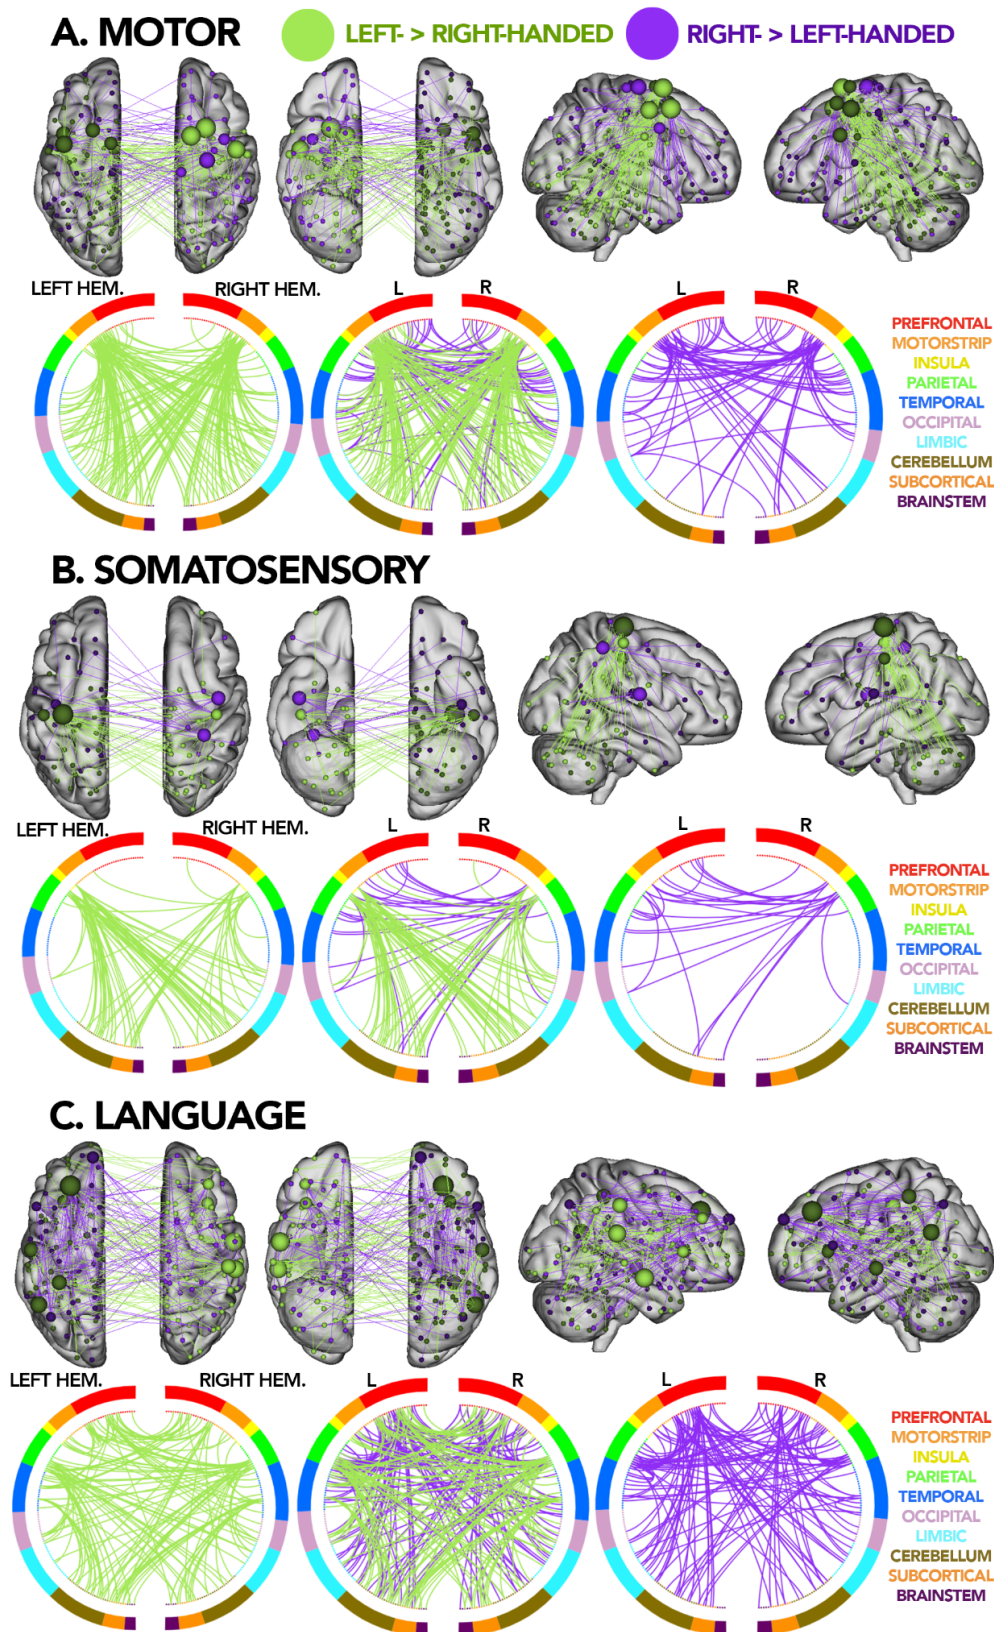 A. MOTOR
LEFT- > RIGHT-HANDED
RIGHT- > LEFT-HANDED
LEFT HEM.
RIGHT HEM.
L
R
L
R
PREFRONTAL
MOTORSTRIP
INSULA
PARIETAL
TEMPORAL
OCCIPITAL
LIMBIC
CEREBELLUM
SUBCORTICAL
BRAINSTEM
B. SOMATOSENSORY
LEFT HEM.
RIGHT HEM.
L
R
L
R
PREFRONTAL
MOTORSTRIP
INSULA
PARIETAL
TEMPORAL
OCCIPITAL
LIMBIC
CEREBELLUM
SUBCORTICAL
BRAINSTEM
C. LANGUAGE
LEFT HEM.
RIGHT HEM.
L
R
L
R
PREFRONTAL
MOTORSTRIP
INSULA
PARIETAL
TEMPORAL
OCCIPITAL
LIMBIC
CEREBELLUM
SUBCORTICAL
BRAINSTEM